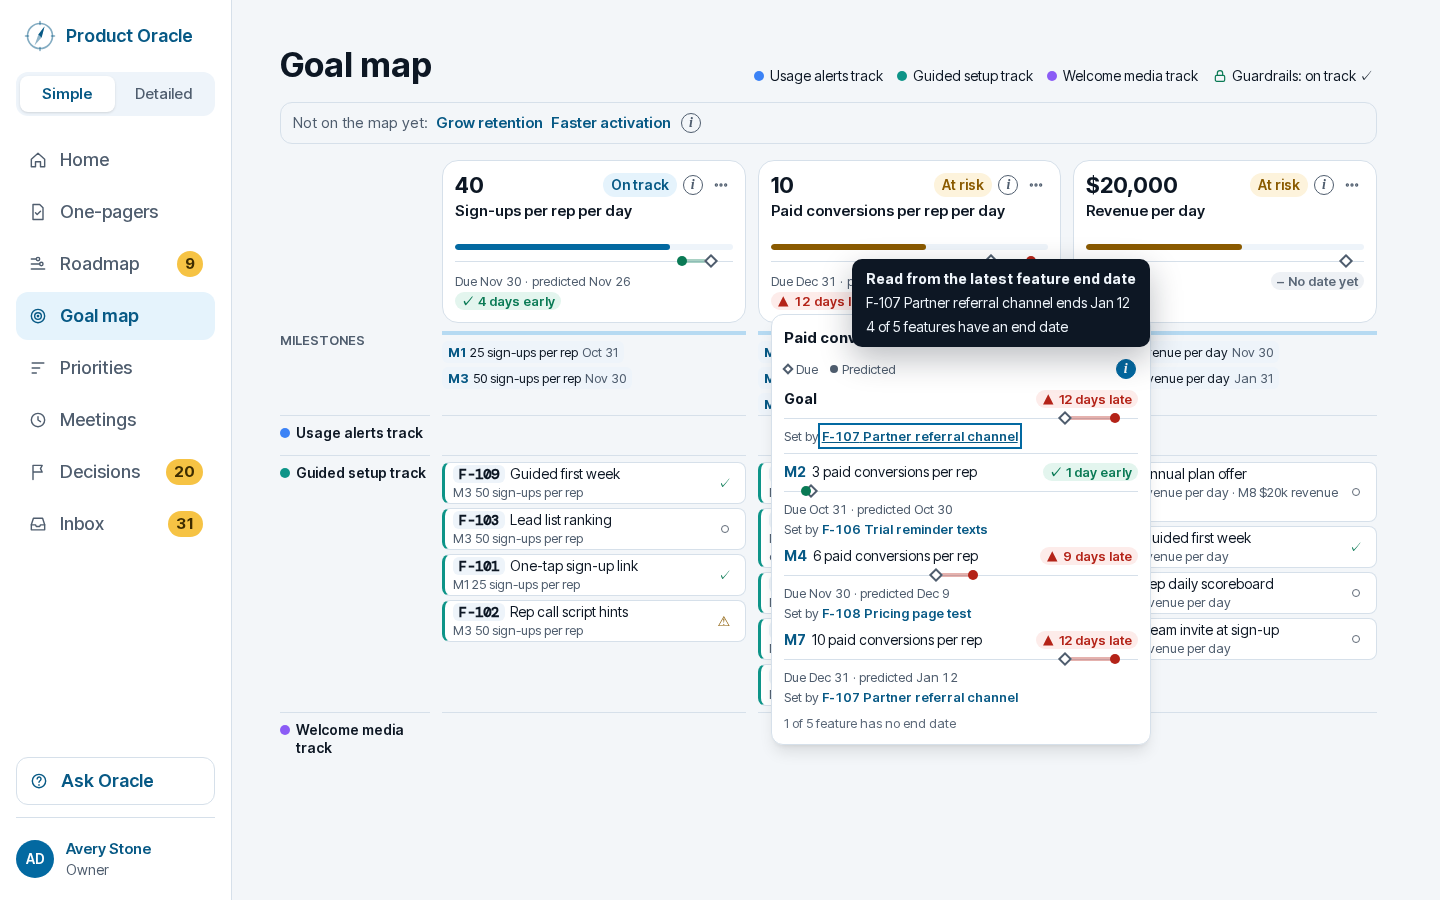 Product Oracle
Simple
Detailed
Home
One-pagers
Roadmap 9
Goal map
Priorities
Meetings
Decisions 20
Inbox 31
Ask Oracle
AD
Avery Stone
Owner
Goal map
Usage alerts track
Guided setup track
Welcome media track
Guardrails: on track ✓
Not on the map yet: Grow retention Faster activation i
40
On track i •••
Sign-ups per rep per day
Due Nov 30 · predicted Nov 26
✓ 4 days early
10
At risk i •••
Paid conversions per rep per day
Due Dec 31 ·
▲ 12 days
$20,000
At risk i •••
Revenue per day
– No date yet
Read from the latest feature end date
F-107 Partner referral channel ends Jan 12
4 of 5 features have an end date
MILESTONES
M1 25 sign-ups per rep Oct 31
M3 50 sign-ups per rep Nov 30
per day Nov 30
per day Jan 31
Usage alerts track
Guided setup track
F-109 Guided first week ✓
M3 50 sign-ups per rep
F-103 Lead list ranking
M3 50 sign-ups per rep
F-101 One-tap sign-up link ✓
M1 25 sign-ups per rep
F-102 Rep call script hints ⚠
M3 50 sign-ups per rep
Paid
Due Predicted i
Goal ▲ 12 days late
Set by F-107 Partner referral channel
M2 3 paid conversions per rep ✓ 1 day early
Due Oct 31 · predicted Oct 30
Set by F-106 Trial reminder texts
M4 6 paid conversions per rep ▲ 9 days late
Due Nov 30 · predicted Dec 9
Set by F-108 Pricing page test
M7 10 paid conversions per rep ▲ 12 days late
Due Dec 31 · predicted Jan 12
Set by F-107 Partner referral channel
1 of 5 feature has no end date
plan offer
per day · M8 $20k revenue
first week ✓
per day
daily scoreboard
per day
invite at sign-up
per day
Welcome media
track